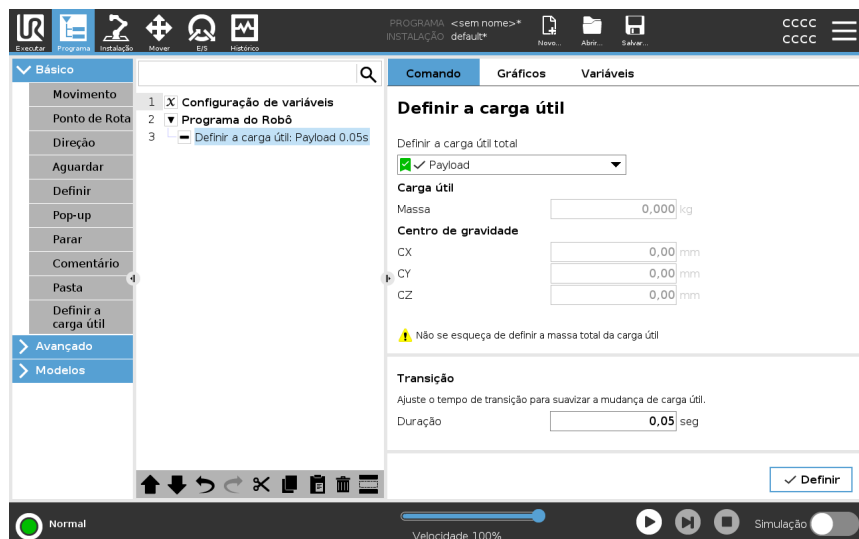 UR
PROGRAMA <sem nome>*
INSTALAÇÃO default*
CCCC
CCCC
Executar Programa Instalação Mover E/S Histórico Novo... Abrir... Salvar...
Básico
Movimento
Ponto de Rota
Direção
Aguardar
Definir
Pop-up
Parar
Comentário
Pasta
Definir a
carga útil
Avançado
Modelos
1 X Configuração de variáveis
2 Programa do Robô
3 Definir a carga útil: Payload 0.05s
Comando Gráficos Variáveis
Definir a carga útil
Definir a carga útil total
Payload
Carga útil
Massa 0,000 kg
Centro de gravidade
CX 0,00 mm
CY 0,00 mm
CZ 0,00 mm
Não se esqueça de definir a massa total da carga útil
Transição
Ajuste o tempo de transição para suavizar a mudança de carga útil.
Duração 0,05 seg
Definir
Normal
Velocidade 100%
Simulação